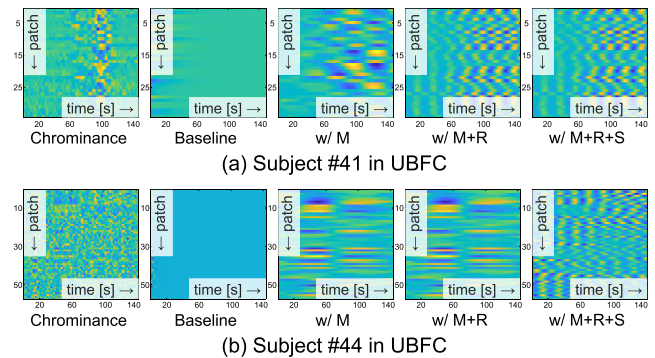 5
15
25
← patch
time [s] →
20 60 100 140
Chrominance
← patch
time [s] →
20 60 100 140
Baseline
← patch
time [s] →
20 60 100 140
w/ M
← patch
time [s] →
20 60 100 140
w/ M+R
← patch
time [s] →
20 60 100 140
w/ M+R+S
(a) Subject #41 in UBFC
10
30
50
← patch
time [s] →
20 60 100 140
Chrominance
10
30
50
← patch
time [s] →
20 60 100 140
Baseline
10
30
50
← patch
time [s] →
20 60 100 140
w/ M
10
30
50
← patch
time [s] →
20 60 100 140
w/ M+R
10
30
50
← patch
time [s] →
20 60 100 140
w/ M+R+S
(b) Subject #44 in UBFC